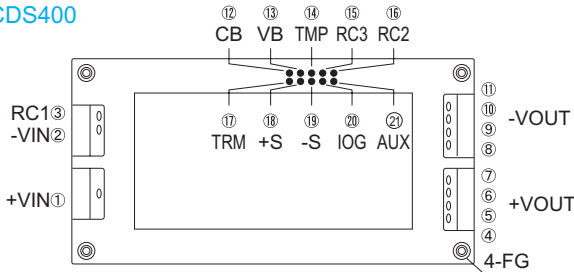 CDS400
⑫ ⑬ ⑭ ⑮ ⑯
CB VB TMP RC3 RC2
RC1③
-VIN②
+VIN①
⑰ ⑱ ⑲ ⑳ ㉑
TRM +S -S IOG AUX
⑪
⑩
⑨
⑧
-VOUT
⑦
⑥
⑤
④
+VOUT
4-FG